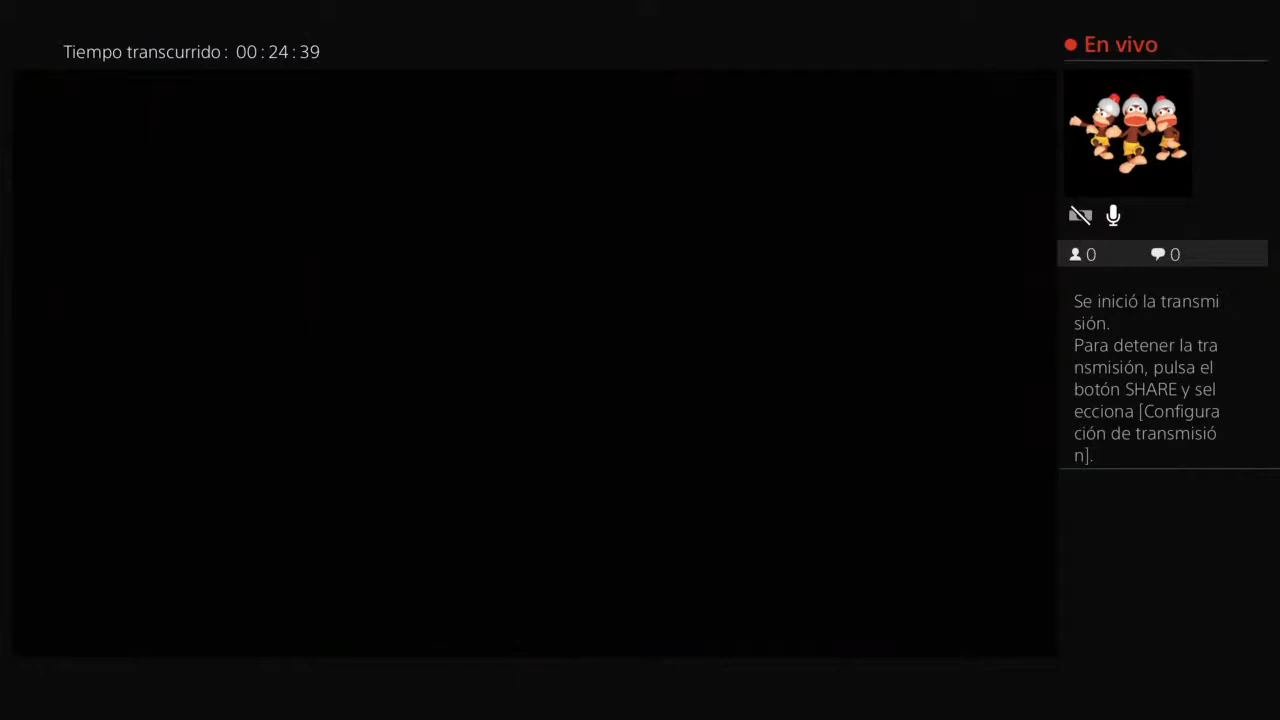 Tiempo transcurrido: 00:24:39
En vivo
0 0
Se inició la transmi
sión.
Para detener la tra
nsmisión, pulsa el
botón SHARE y sel
ecciona [Configura
ción de transmisió
n].